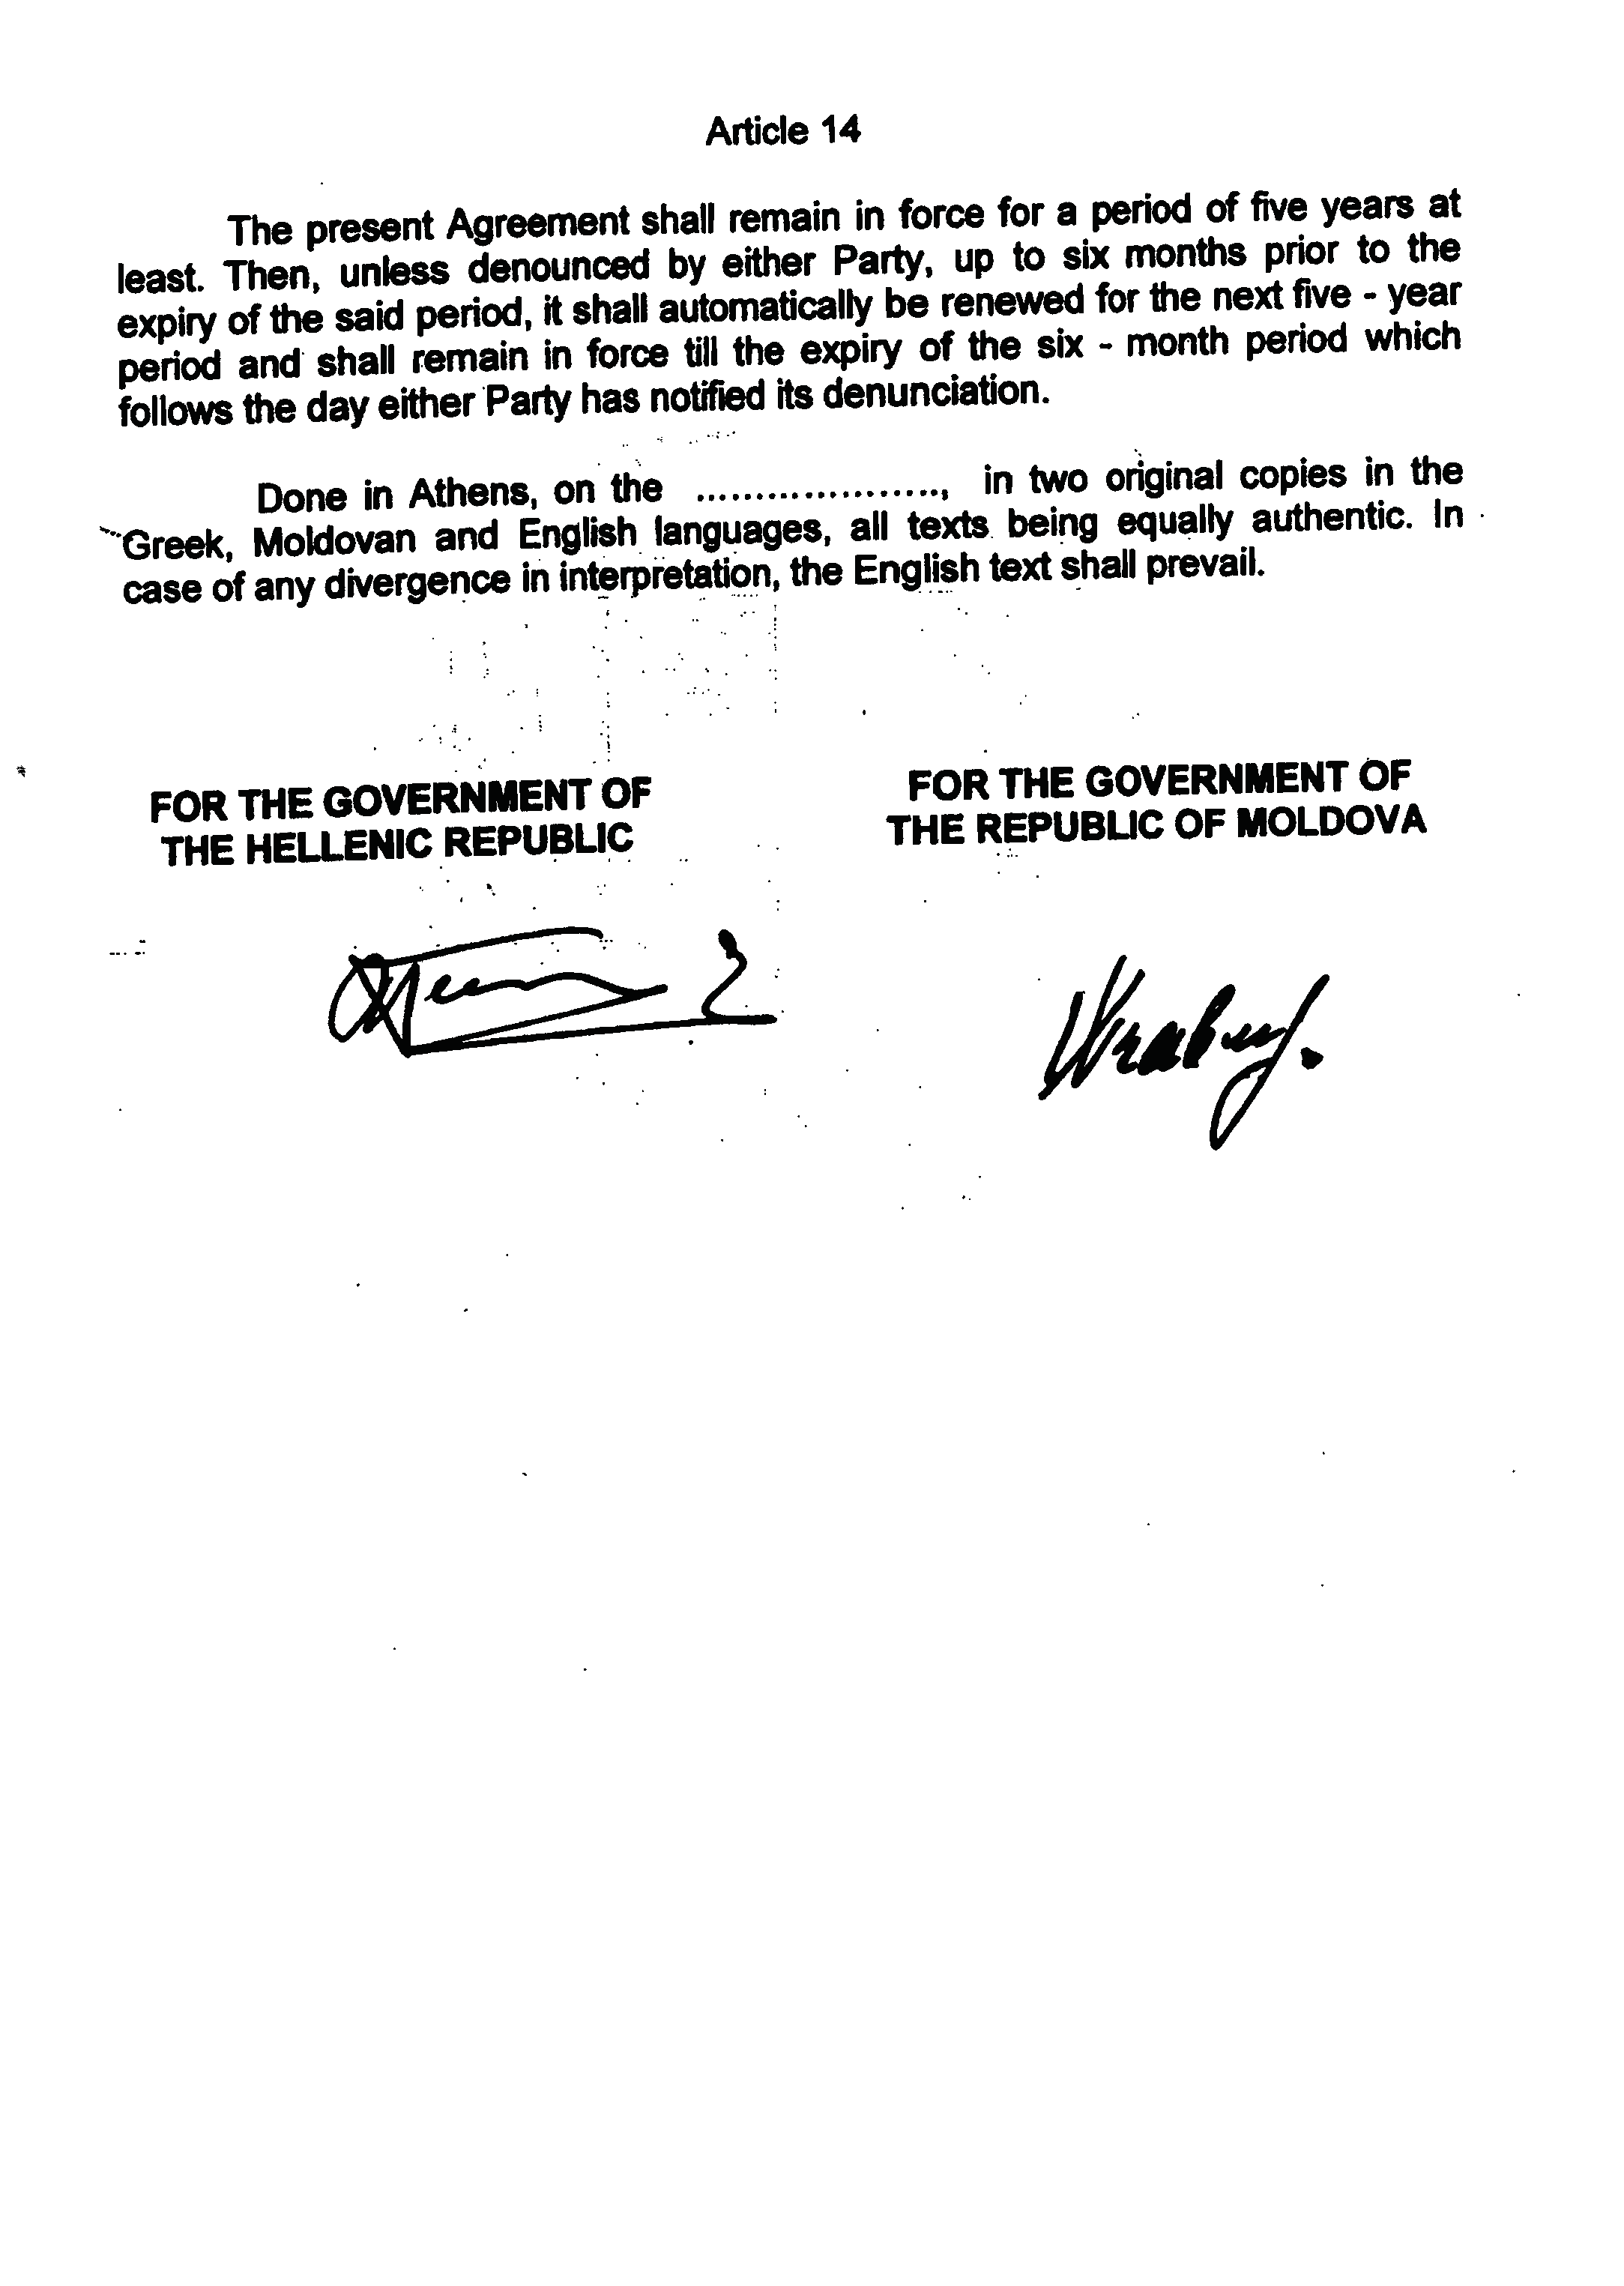 Article 14
The present Agreement shall remain in force for a period of five years at
least. Then, unless denounced by either Party, up to six months prior to the
expiry of the said period, it shall automatically be renewed for the next five - year
period and shall remain in force till the expiry of the six - month period which
follows the day either Party has notified its denunciation.
Done in Athens, on the ....................., in two original copies in the
Greek, Moldovan and English languages, all texts being equally authentic. In
case of any divergence in interpretation, the English text shall prevail.
FOR THE GOVERNMENT OF
THE HELLENIC REPUBLIC
FOR THE GOVERNMENT OF
THE REPUBLIC OF MOLDOVA